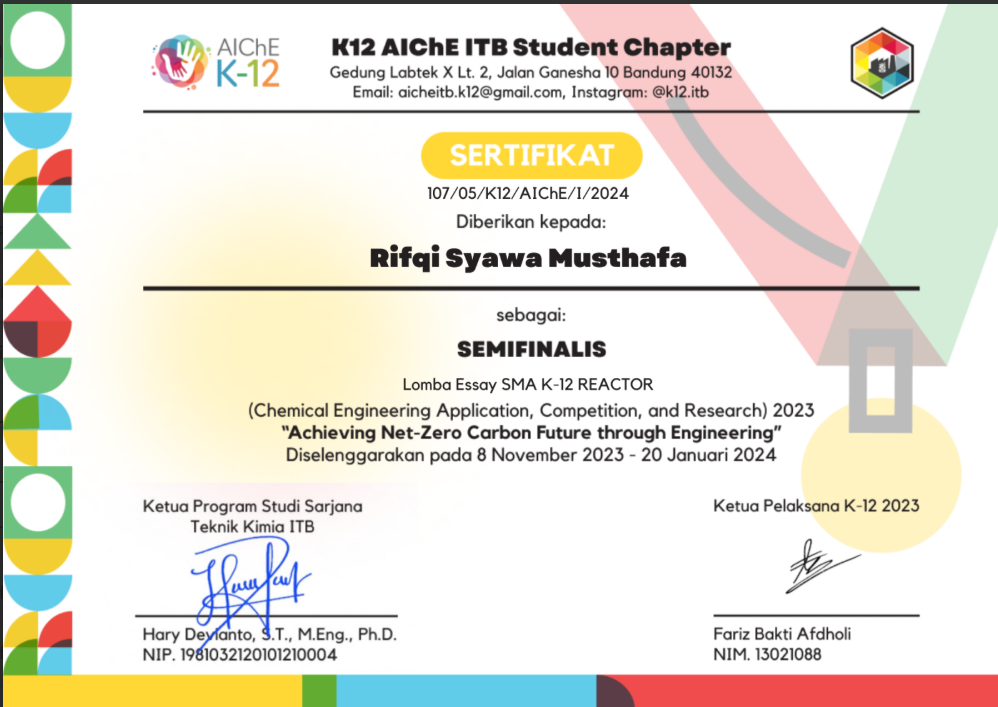 AIChE
K-12
K12 AIChE ITB Student Chapter
Gedung Labtek X Lt. 2, Jalan Ganesha 10 Bandung 40132
Email: aicheitb.k12@gmail.com, Instagram: @k12.itb
SERTIFIKAT
107/05/K12/AIChE/I/2024
Diberikan kepada:
Rifqi Syawa Musthafa
sebagai:
SEMIFINALIS
Lomba Essay SMA K-12 REACTOR
(Chemical Engineering Application, Competition, and Research) 2023
“Achieving Net-Zero Carbon Future through Engineering”
Diselenggarakan pada 8 November 2023 - 20 Januari 2024
Ketua Program Studi Sarjana
Teknik Kimia ITB
Hary Devianto, S.T., M.Eng., Ph.D.
NIP. 1981032120101210004
Ketua Pelaksana K-12 2023
Fariz Bakti Afdholi
NIM. 13021088